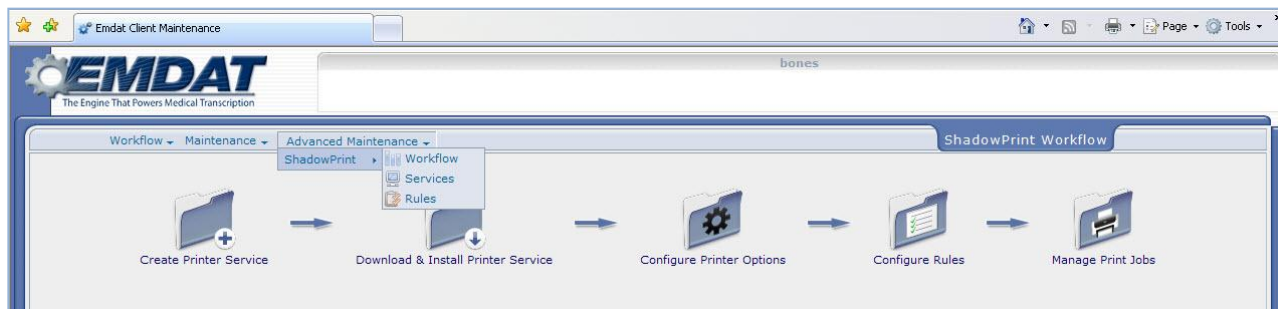 Emdat Client Maintenance
Page
Tools
EMDAT
The Engine That Powers Medical Transcription
bones
Workflow
Maintenance
Advanced Maintenance
ShadowPrint Workflow
ShadowPrint
Workflow
Services
Rules
Create Printer Service
Download & Install Printer Service
Configure Printer Options
Configure Rules
Manage Print Jobs